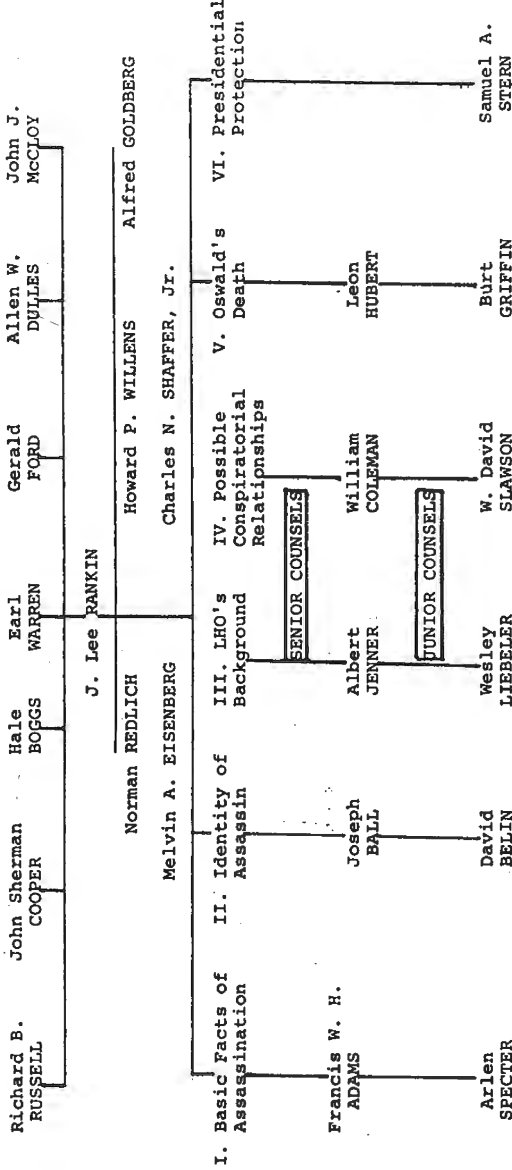 Richard B. RUSSELL
John Sherman COOPER
Hale BOGGS
Earl WARREN
Gerald FORD
Allen W. DULLES
John J. McCLOY
J. Lee RANKIN
Norman REDLICH
Howard P. WILLENS
Alfred GOLDBERG
Melvin A. EISENBERG
Charles N. SHAFFER, Jr.
I. Basic Facts of
Assassination
II. Identity of
Assassin
III. LHO's
Background
IV. Possible
Conspiratorial
Relationships
V. Oswald's
Death
VI. Presidential
Protection
SENIOR COUNSELS
Francis W. H.
ADAMS
Joseph
BALL
Albert
JENNER
William
COLEMAN
Leon
HUBERT
JUNIOR COUNSELS
Arlen
SPECTER
David
BELIN
Wesley
LIEBELER
W. David
SLAWSON
Burt
GRIFFIN
Samuel A.
STERN